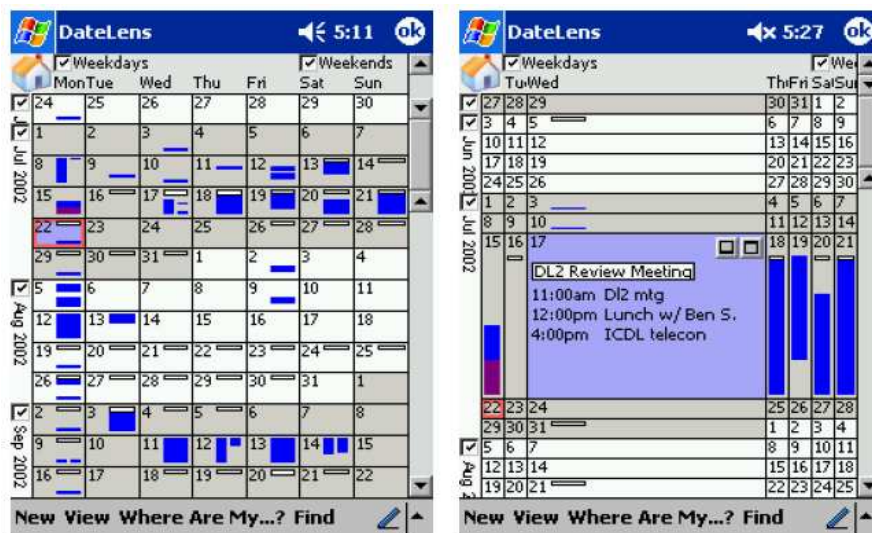 DateLens 5:11 ok
Weekdays Weekends
Mon Tue Wed Thu Fri Sat Sun
24 25 26 27 28 29 30
1 2 3 4 5 6 7
8 9 10 11 12 13 14
15 16 17 18 19 20 21
22 23 24 25 26 27 28
29 30 31 1 2 3 4
5 6 7 8 9 10 11
12 13 14 15 16 17 18
19 20 21 22 23 24 25
26 27 28 29 30 31 1
2 3 4 5 6 7 8
9 10 11 12 13 14 15
16 17 18 19 20 21 22
Jul 2002
Aug 2002
Sep 2002
New View Where Are My...? Find
DateLens 5:27 ok
Weekdays
Wed Fri
27 28 29 30 31 1 2
3 4 5 6 7 8 9
10 11 12 13 14 15 16
17 18 19 20 21 22 23
24 25 26 27 28 29 30
1 2 3 4 5 6 7
8 9 10 11 12 13 14
15 16 17 18 19 20 21
DL2 Review Meeting
11:00am Dl2 mtg
12:00pm Lunch w/ Ben S.
4:00pm ICDL telecon
22 23 24 25 26 27 28
29 30 31 1 2 3 4
5 6 7 8 9 10 11
12 13 14 15 16 17 18
19 20 21 22 23 24 25
Jun 200
Jul 2002
Aug 2
New View Where Are My...? Find